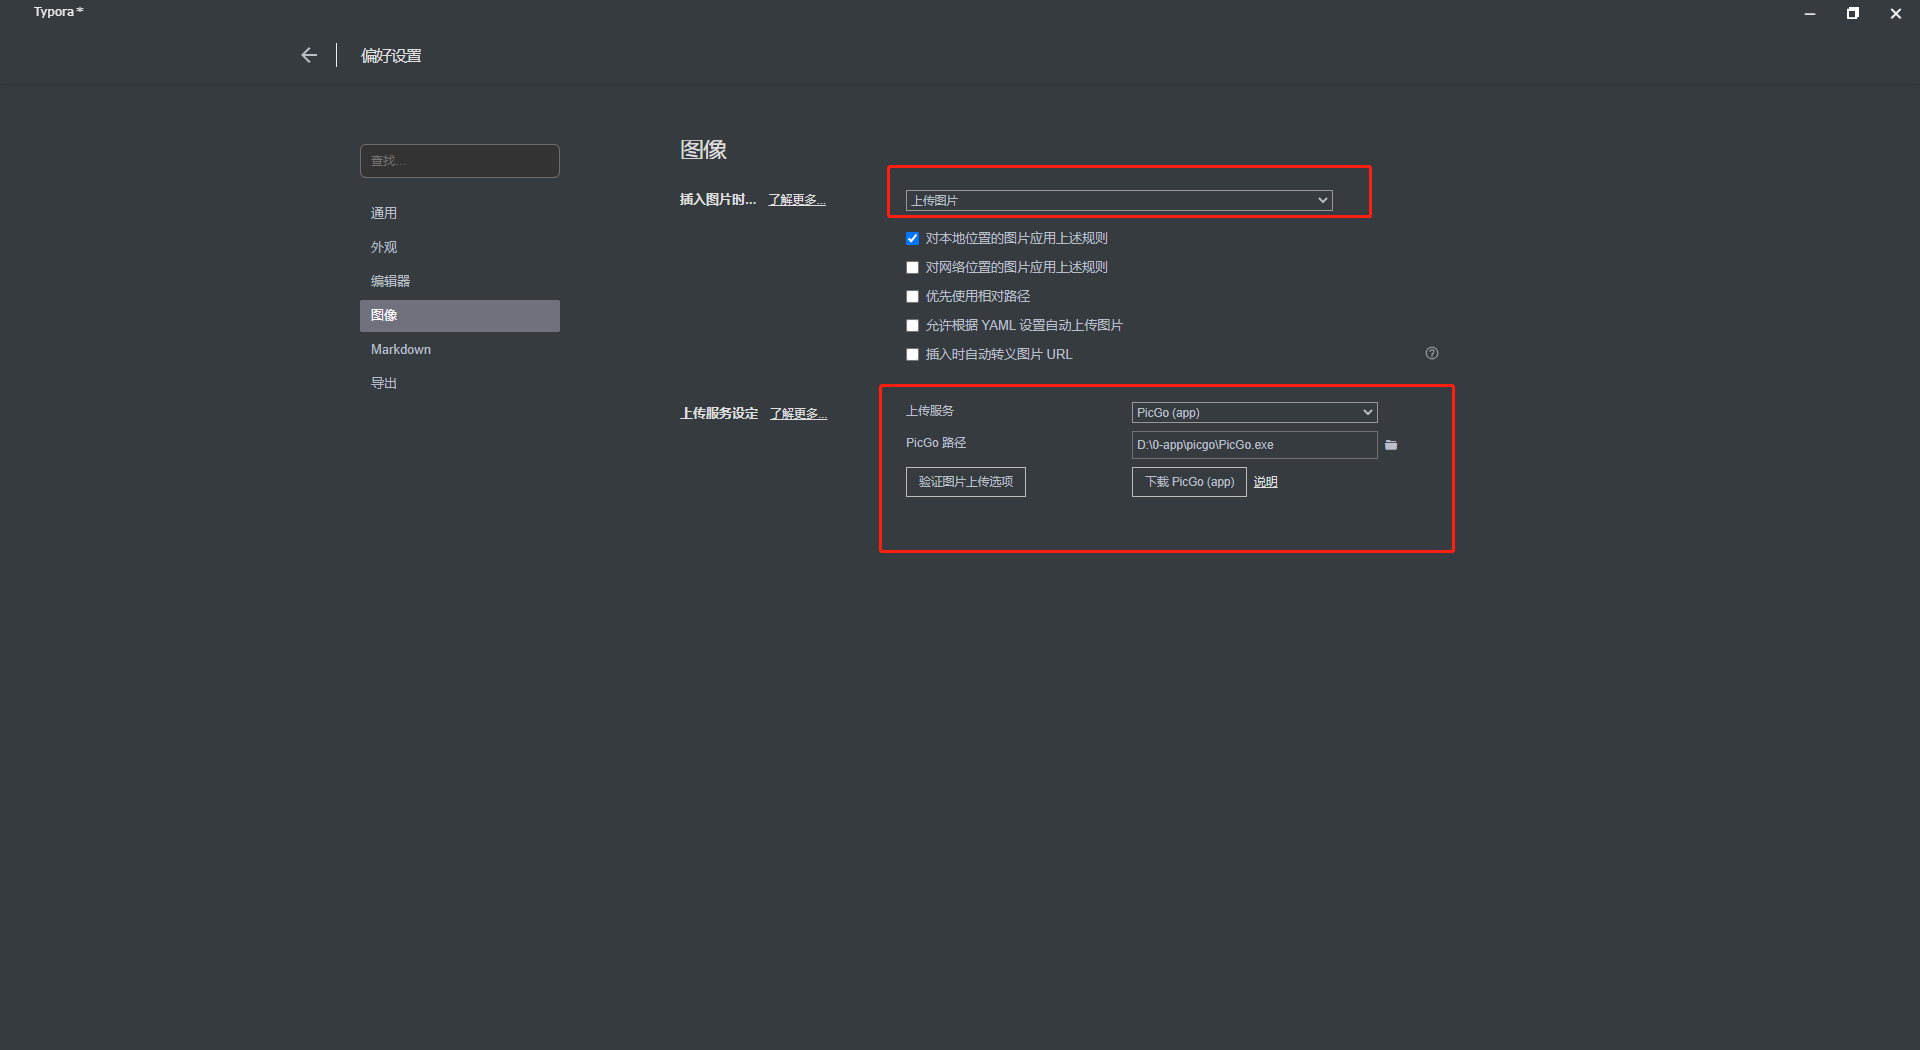 Typora*
偏好设置
查找...
通用
外观
编辑器
图像
Markdown
导出
图像
插入图片时... 了解更多...
上传图片
对本地位置的图片应用上述规则
对网络位置的图片应用上述规则
优先使用相对路径
允许根据 YAML 设置自动上传图片
插入时自动转义图片 URL
上传服务设定 了解更多...
上传服务 PicGo (app)
PicGo 路径 D:\0-app\picgo\PicGo.exe
验证图片上传选项 下载 PicGo (app) 说明